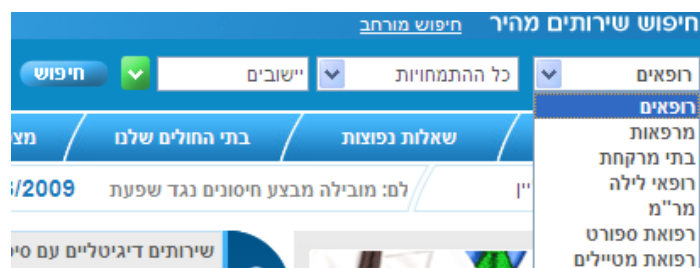 חיפוש שירותים מהיר חיפוש מורחב
רופאים כל ההתמחויות יישובים חיפוש
רופאים
מרפאות
בתי מרקחת
רופאי לילה
מר"מ
רפואת ספורט
רפואת מטיילים
שאלות נפוצות בתי החולים שלנו
לם: מובילה מבצע חיסונים נגד שפעת /2009
שירותים דיגיטליים עם